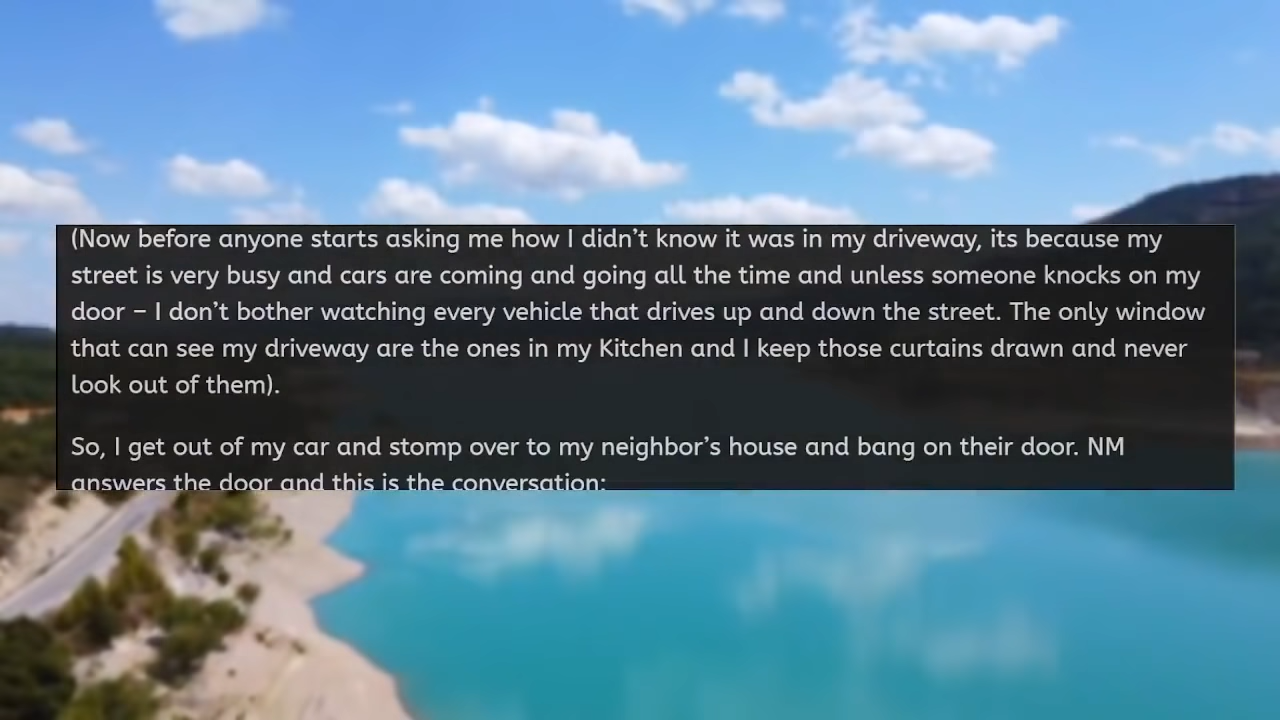 (Now before anyone starts asking me how I didn’t know it was in my driveway, its because my
street is very busy and cars are coming and going all the time and unless someone knocks on my
door – I don’t bother watching every vehicle that drives up and down the street. The only window
that can see my driveway are the ones in my Kitchen and I keep those curtains drawn and never
look out of them).
So, I get out of my car and stomp over to my neighbor’s house and bang on their door. NM
answers the door and this is the conversation: